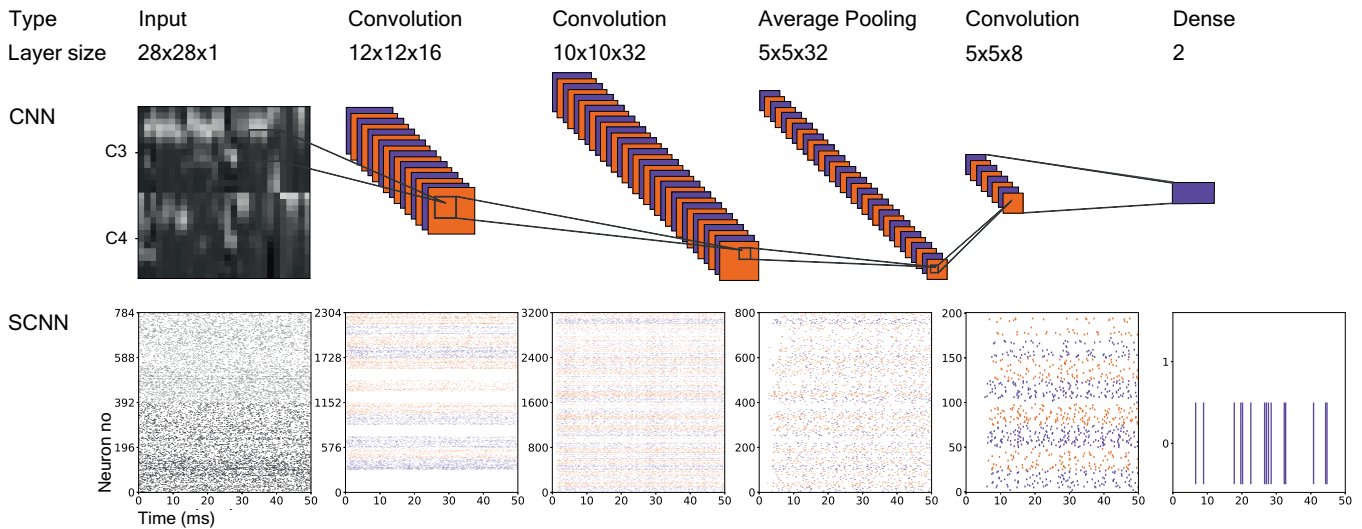 Type Input Convolution Convolution Average Pooling Convolution Dense
Layer size 28x28x1 12x12x16 10x10x32 5x5x32 5x5x8 2
CNN
C3
C4
SCNN
Neuron no
784 2304 3200 800 200
588 1728 2400 600 150 1
392 1152 1600 400 100
196 576 800 200 50 0
0 0 0 0 0
0 10 20 30 40 50 0 10 20 30 40 50 0 10 20 30 40 50 0 10 20 30 40 50 0 10 20 30 40 50 0 10 20 30 40 50
Time (ms)